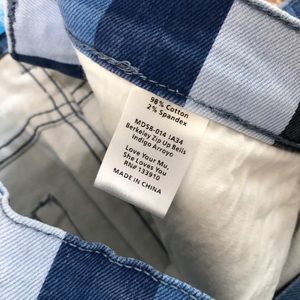 98% Cotton
2% Spandex
MDSB-014 IA34
Berkeley Zip Up Bells
Indigo Arroyo
Love Your Mu,
She Loves You
RN# 133910
MADE IN CHINA